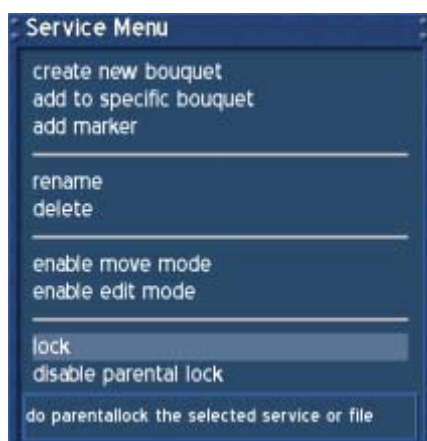 Service Menu
create new bouquet
add to specific bouquet
add marker
rename
delete
enable move mode
enable edit mode
lock
disable parental lock
do parentallock the selected service or file